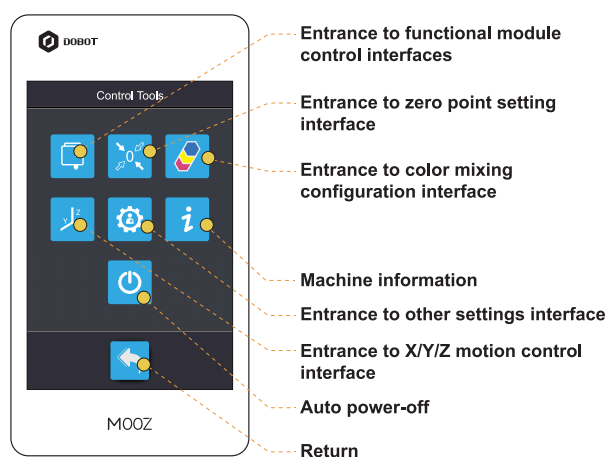 DOBOT
Control Tools
0
Y Z
i
MOOZ
Entrance to functional module
control interfaces
Entrance to zero point setting
interface
Entrance to color mixing
configuration interface
Machine information
Entrance to other settings interface
Entrance to X/Y/Z motion control
interface
Auto power-off
Return